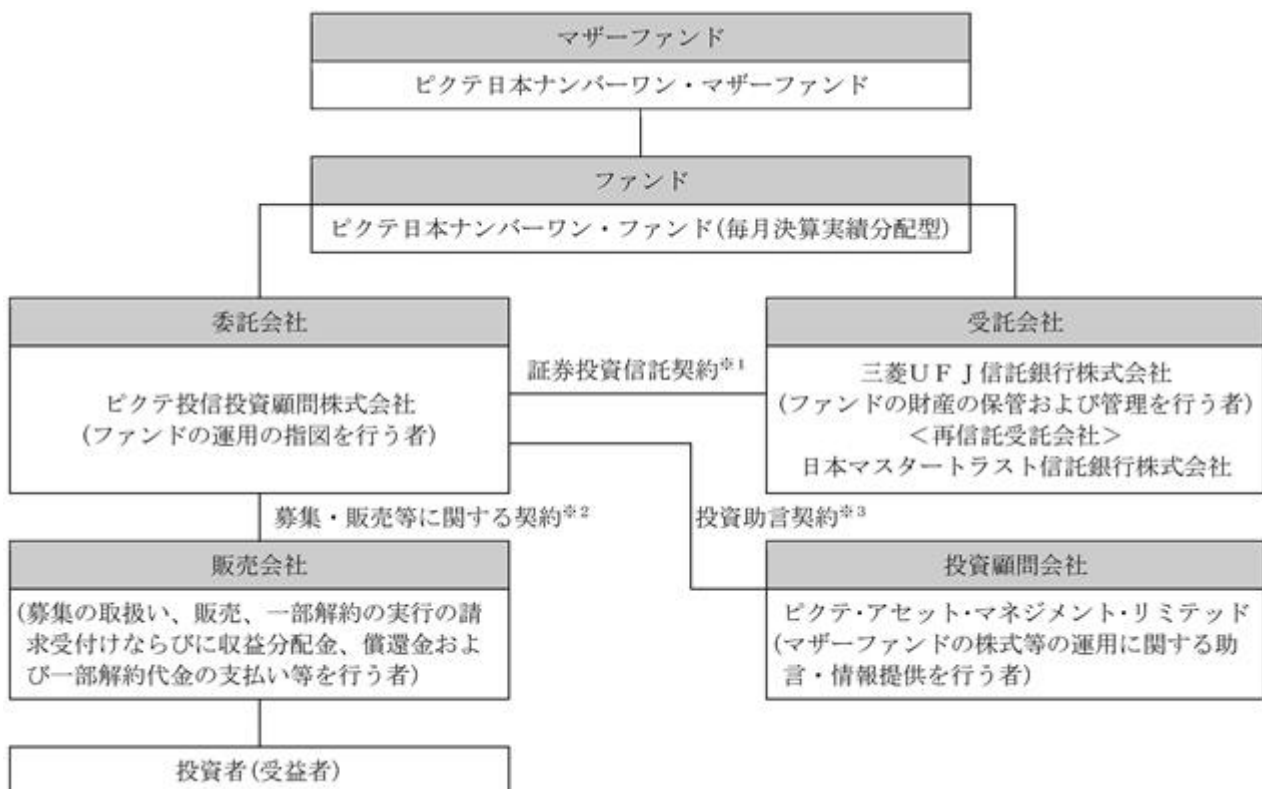 マザーファンド
ピクテ日本ナンバーワン・マザーファンド
ファンド
ピクテ日本ナンバーワン・ファンド(毎月決算実績分配型)
委託会社
ピクテ投信投資顧問株式会社
(ファンドの運用の指図を行う者)
証券投資信託契約※1
受託会社
三菱UFJ信託銀行株式会社
(ファンドの財産の保管および管理を行う者)
<再信託受託会社>
日本マスタートラスト信託銀行株式会社
募集・販売等に関する契約※2
投資助言契約※3
販売会社
(募集の取扱い、販売、一部解約の実行の請
求受付けならびに収益分配金、償還金およ
び一部解約代金の支払い等を行う者)
投資顧問会社
ピクテ・アセット・マネジメント・リミテッド
(マザーファンドの株式等の運用に関する助
言・情報提供を行う者)
投資者(受益者)